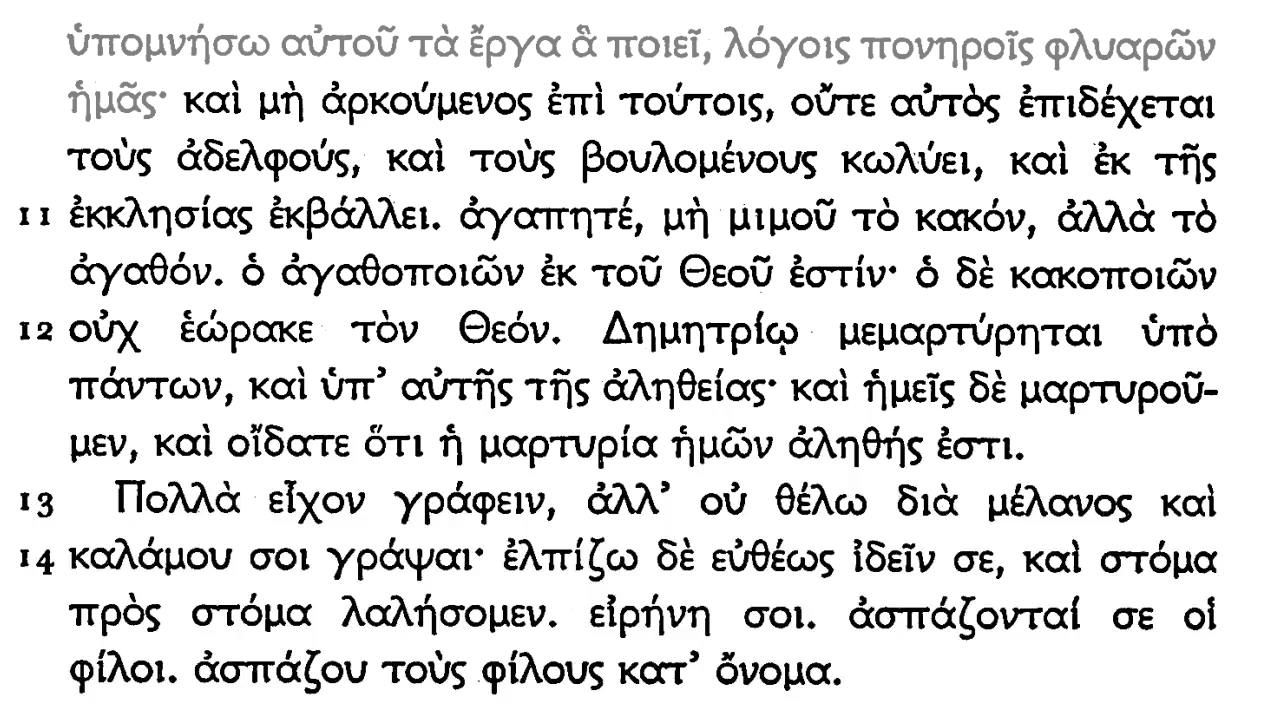 ὑπομνήσω αὐτοῦ τὰ ἔργα ἃ ποιεῖ, λόγοις πονηροῖς φλυαρῶν
ἡμᾶς· καὶ μὴ ἀρκούμενος ἐπὶ τούτοις, οὔτε αὐτὸς ἐπιδέχεται
τοὺς ἀδελφούς, καὶ τοὺς βουλομένους κωλύει, καὶ ἐκ τῆς
11 ἐκκλησίας ἐκβάλλει. ἀγαπητέ, μὴ μιμοῦ τὸ κακόν, ἀλλὰ τὸ
ἀγαθόν. ὁ ἀγαθοποιῶν ἐκ τοῦ Θεοῦ ἐστίν· ὁ δὲ κακοποιῶν
12 οὐχ ἑώρακε τὸν Θεόν. Δημητρίῳ μεμαρτύρηται ὑπὸ
πάντων, καὶ ὑπ’ αὐτῆς τῆς ἀληθείας· καὶ ἡμεῖς δὲ μαρτυροῦ-
μεν, καὶ οἴδατε ὅτι ἡ μαρτυρία ἡμῶν ἀληθής ἐστι.
13 Πολλὰ εἶχον γράφειν, ἀλλ’ οὐ θέλω διὰ μέλανος καὶ
14 καλάμου σοι γράψαι· ἐλπίζω δὲ εὐθέως ἰδεῖν σε, καὶ στόμα
πρὸς στόμα λαλήσομεν. εἰρήνη σοι. ἀσπάζονταί σε οἱ
φίλοι. ἀσπάζου τοὺς φίλους κατ’ ὄνομα.